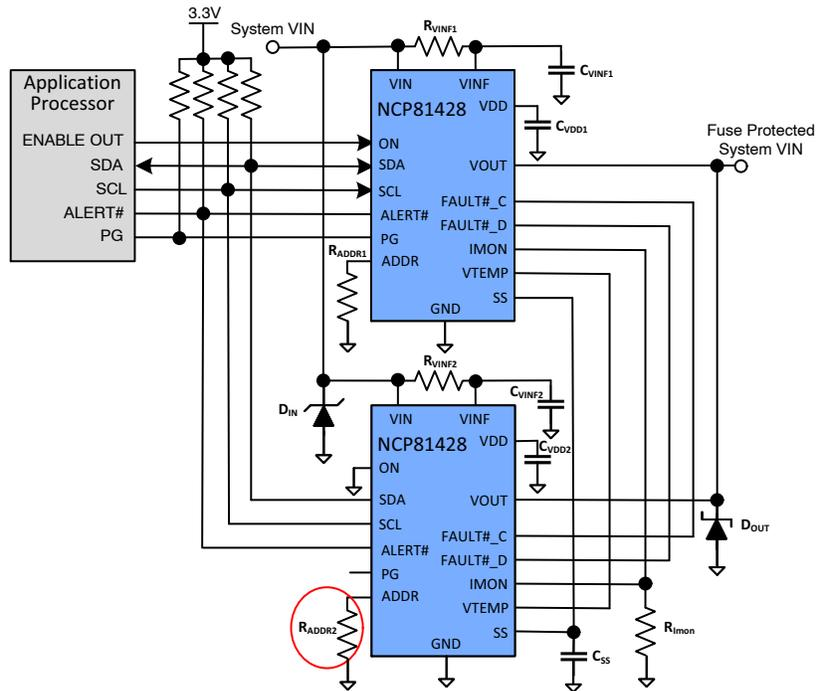 3.3V
System VIN
RVINF1
CVINF1
Application
Processor
ENABLE OUT
SDA
SCL
ALERT#
PG
VIN
VINF
NCP81428
ON
SDA
SCL
ALERT#
PG
ADDR
VDD
VOUT
FAULT#_C
FAULT#_D
IMON
VTEMP
SS
GND
CVDD1
Fuse Protected
System VIN
RADDR1
RVINF2
CVINF2
DIN
VIN
VINF
NCP81428
ON
SDA
SCL
ALERT#
PG
ADDR
VDD
VOUT
FAULT#_C
FAULT#_D
IMON
VTEMP
SS
GND
CVDD2
DOUT
RADDR2
RImon
CSS